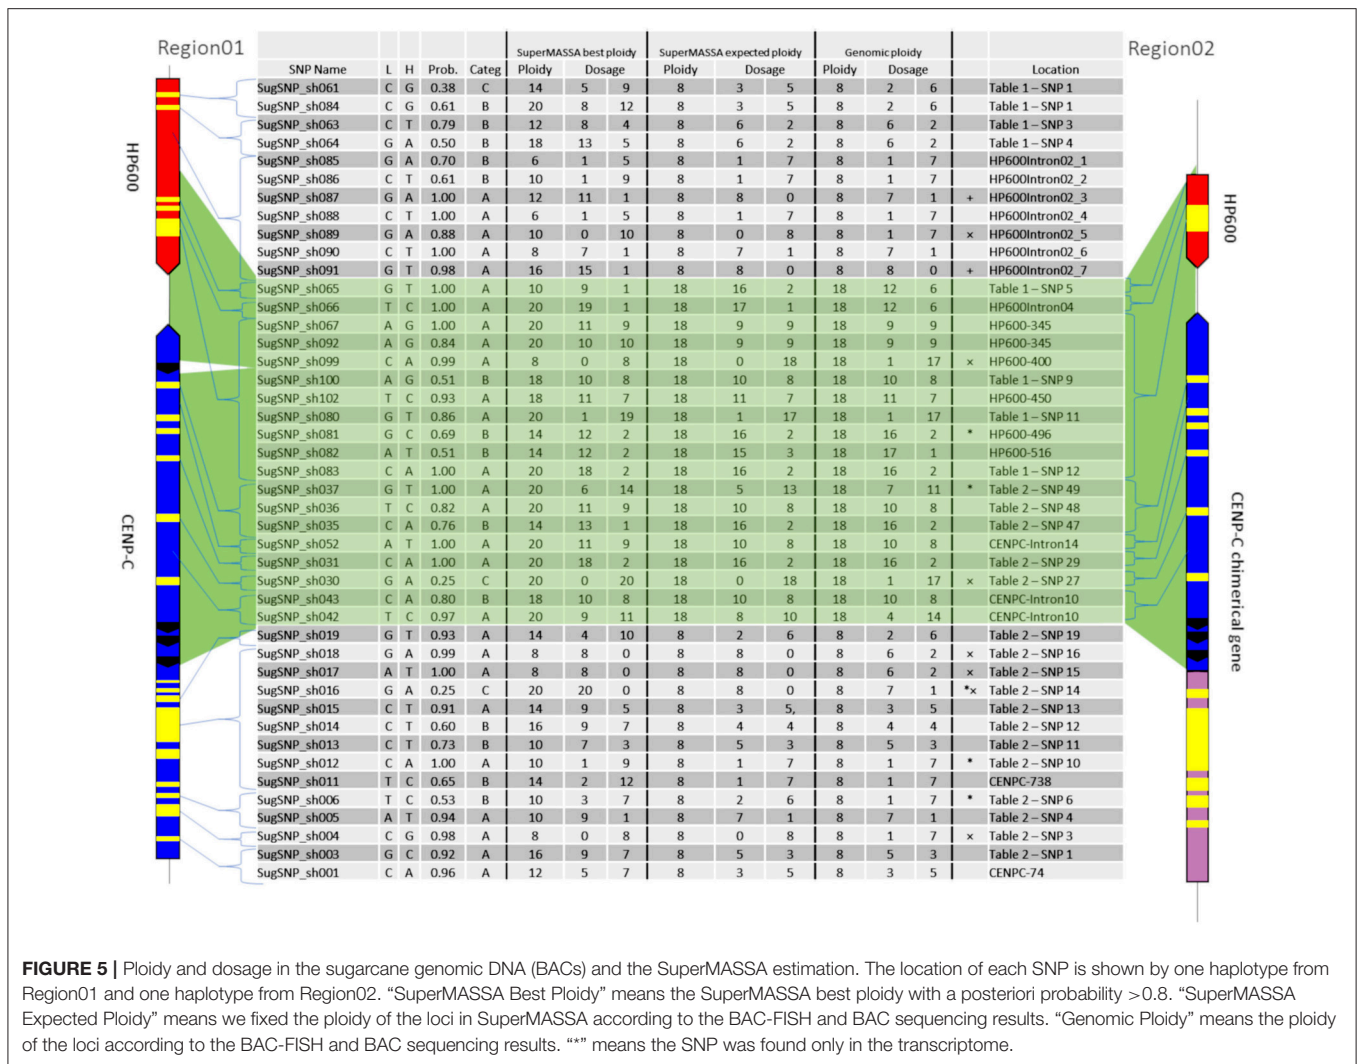 Region01
Region02
SuperMASSA best ploidy SuperMASSA expected ploidy Genomic ploidy
SNP Name L H Prob. Categ Ploidy Dosage Ploidy Dosage Ploidy Dosage Location
SugSNP_sh061 C G 0.38 C 14 5 9 8 3 5 8 2 6 Table 1 – SNP 1
SugSNP_sh084 C G 0.61 B 20 8 12 8 3 5 8 2 6 Table 1 – SNP 1
SugSNP_sh063 C T 0.79 B 12 8 4 8 6 2 8 6 2 Table 1 – SNP 3
SugSNP_sh064 G A 0.50 B 18 13 5 8 6 2 8 6 2 Table 1 – SNP 4
SugSNP_sh085 G A 0.70 B 6 1 5 8 1 7 8 1 7 HP600Intron02_1
SugSNP_sh086 C T 0.61 B 10 1 9 8 1 7 8 1 7 HP600Intron02_2
SugSNP_sh087 G A 1.00 A 12 11 1 8 8 0 8 7 1 + HP600Intron02_3
SugSNP_sh088 C T 1.00 A 6 1 5 8 1 7 8 1 7 HP600Intron02_4
SugSNP_sh089 G A 0.88 A 10 0 10 8 0 8 8 1 7 × HP600Intron02_5
SugSNP_sh090 C T 1.00 A 8 7 1 8 7 1 8 7 1 HP600Intron02_6
SugSNP_sh091 G T 0.98 A 16 15 1 8 8 0 8 8 0 + HP600Intron02_7
SugSNP_sh065 G T 1.00 A 10 9 1 18 16 2 18 12 6 Table 1 – SNP 5
SugSNP_sh066 T C 1.00 A 20 19 1 18 17 1 18 12 6 HP600Intron04
SugSNP_sh067 A G 1.00 A 20 11 9 18 9 9 18 9 9 HP600-345
SugSNP_sh092 A G 0.84 A 20 10 10 18 9 9 18 9 9 HP600-345
SugSNP_sh099 C A 0.99 A 8 0 8 18 0 18 18 1 17 × HP600-400
SugSNP_sh100 A G 0.51 B 18 10 8 18 10 8 18 10 8 Table 1 – SNP 9
SugSNP_sh102 T C 0.93 A 18 11 7 18 11 7 18 11 7 HP600-450
SugSNP_sh080 G T 0.86 A 20 1 19 18 1 17 18 1 17 Table 1 – SNP 11
SugSNP_sh081 G C 0.69 B 14 12 2 18 16 2 18 16 2 * HP600-496
SugSNP_sh082 A T 0.51 B 14 12 2 18 15 3 18 17 1 HP600-516
SugSNP_sh083 C A 1.00 A 20 18 2 18 16 2 18 16 2 Table 1 – SNP 12
SugSNP_sh037 G T 1.00 A 20 6 14 18 5 13 18 7 11 * Table 2 – SNP 49
SugSNP_sh036 T C 0.82 A 20 11 9 18 10 8 18 10 8 Table 2 – SNP 48
SugSNP_sh035 C A 0.76 B 14 13 1 18 16 2 18 16 2 Table 2 – SNP 47
SugSNP_sh052 A T 1.00 A 20 11 9 18 10 8 18 10 8 CENPC-Intron14
SugSNP_sh031 C A 1.00 A 20 18 2 18 16 2 18 16 2 Table 2 – SNP 29
SugSNP_sh030 G A 0.25 C 20 0 20 18 0 18 18 1 17 × Table 2 – SNP 27
SugSNP_sh043 C A 0.80 B 18 10 8 18 10 8 18 10 8 CENPC-Intron10
SugSNP_sh042 T C 0.97 A 20 9 11 18 8 10 18 4 14 CENPC-Intron10
SugSNP_sh019 G T 0.93 A 14 4 10 8 2 6 8 2 6 Table 2 – SNP 19
SugSNP_sh018 G A 0.99 A 8 8 0 8 8 0 8 6 2 × Table 2 – SNP 16
SugSNP_sh017 A T 1.00 A 8 8 0 8 8 0 8 6 2 × Table 2 – SNP 15
SugSNP_sh016 G A 0.25 C 20 20 0 8 8 0 8 7 1 *× Table 2 – SNP 14
SugSNP_sh015 C T 0.91 A 14 9 5 8 3 5, 8 3 5 Table 2 – SNP 13
SugSNP_sh014 C T 0.60 B 16 9 7 8 4 4 8 4 4 Table 2 – SNP 12
SugSNP_sh013 C T 0.73 B 10 7 3 8 5 3 8 5 3 Table 2 – SNP 11
SugSNP_sh012 C A 1.00 A 10 1 9 8 1 7 8 1 7 * Table 2 – SNP 10
SugSNP_sh011 T C 0.65 B 14 2 12 8 1 7 8 1 7 CENPC-738
SugSNP_sh006 T C 0.53 B 10 3 7 8 2 6 8 1 7 * Table 2 – SNP 6
SugSNP_sh005 A T 0.94 A 10 9 1 8 7 1 8 7 1 Table 2 – SNP 4
SugSNP_sh004 C G 0.98 A 8 0 8 8 0 8 8 1 7 × Table 2 – SNP 3
SugSNP_sh003 G C 0.92 A 16 9 7 8 5 3 8 5 3 Table 2 – SNP 1
SugSNP_sh001 C A 0.96 A 12 5 7 8 3 5 8 3 5 CENPC-74
HP600
CENP-C
HP600
CENP-C chimerical gene
FIGURE 5 | Ploidy and dosage in the sugarcane genomic DNA (BACs) and the SuperMASSA estimation. The location of each SNP is shown by one haplotype from
Region01 and one haplotype from Region02. “SuperMASSA Best Ploidy” means the SuperMASSA best ploidy with a posteriori probability >0.8. “SuperMASSA
Expected Ploidy” means we fixed the ploidy of the loci in SuperMASSA according to the BAC-FISH and BAC sequencing results. “Genomic Ploidy” means the ploidy
of the loci according to the BAC-FISH and BAC sequencing results. “*” means the SNP was found only in the transcriptome.